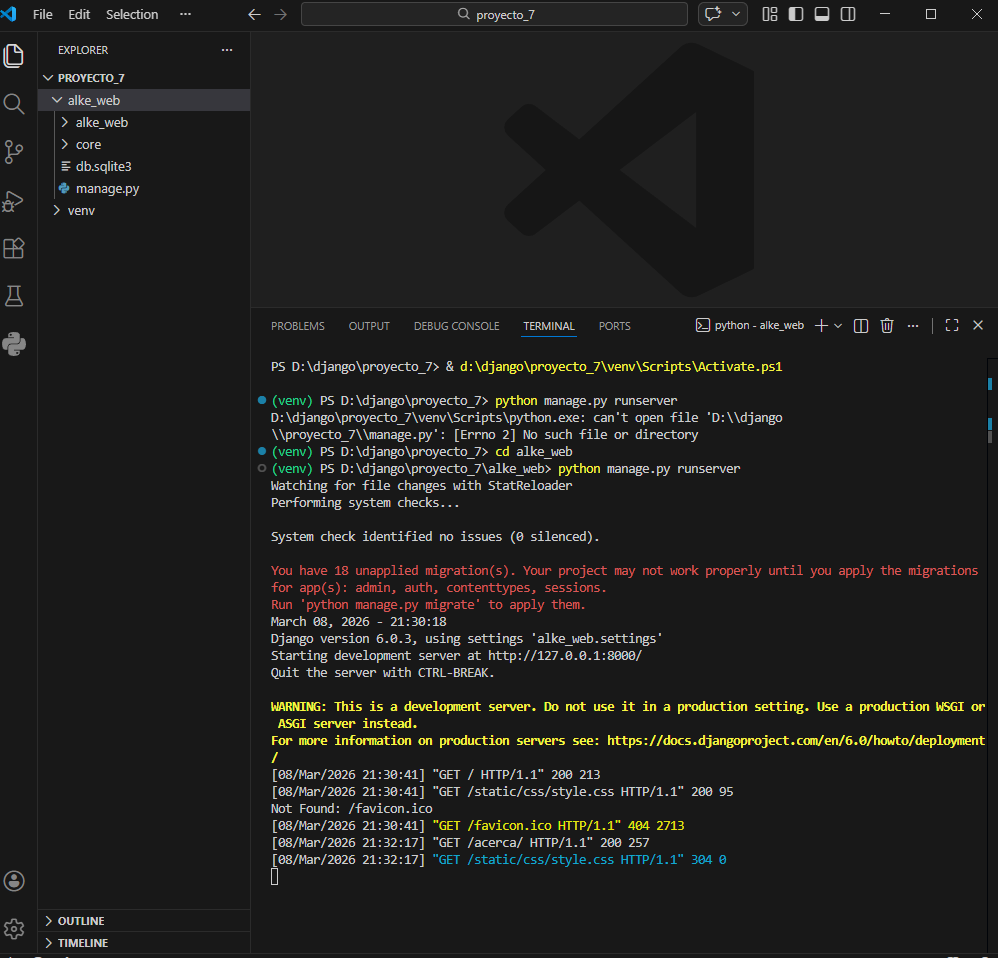 File Edit Selection ··· proyecto_7
EXPLORER ···
PROYECTO_7
alke_web
alke_web
core
db.sqlite3
manage.py
venv
OUTLINE
TIMELINE
PROBLEMS OUTPUT DEBUG CONSOLE TERMINAL PORTS python - alke_web ···
PS D:\django\proyecto_7> & d:\django\proyecto_7\venv\Scripts\Activate.ps1
(venv) PS D:\django\proyecto_7> python manage.py runserver
D:\django\proyecto_7\venv\Scripts\python.exe: can't open file 'D:\\django
\\proyecto_7\\manage.py': [Errno 2] No such file or directory
(venv) PS D:\django\proyecto_7> cd alke_web
(venv) PS D:\django\proyecto_7\alke_web> python manage.py runserver
Watching for file changes with StatReloader
Performing system checks...
System check identified no issues (0 silenced).
You have 18 unapplied migration(s). Your project may not work properly until you apply the migrations
for app(s): admin, auth, contenttypes, sessions.
Run 'python manage.py migrate' to apply them.
March 08, 2026 - 21:30:18
Django version 6.0.3, using settings 'alke_web.settings'
Starting development server at http://127.0.0.1:8000/
Quit the server with CTRL-BREAK.
WARNING: This is a development server. Do not use it in a production setting. Use a production WSGI or
ASGI server instead.
For more information on production servers see: https://docs.djangoproject.com/en/6.0/howto/deployment
/
[08/Mar/2026 21:30:41] "GET / HTTP/1.1" 200 213
[08/Mar/2026 21:30:41] "GET /static/css/style.css HTTP/1.1" 200 95
Not Found: /favicon.ico
[08/Mar/2026 21:30:41] "GET /favicon.ico HTTP/1.1" 404 2713
[08/Mar/2026 21:32:17] "GET /acerca/ HTTP/1.1" 200 257
[08/Mar/2026 21:32:17] "GET /static/css/style.css HTTP/1.1" 304 0